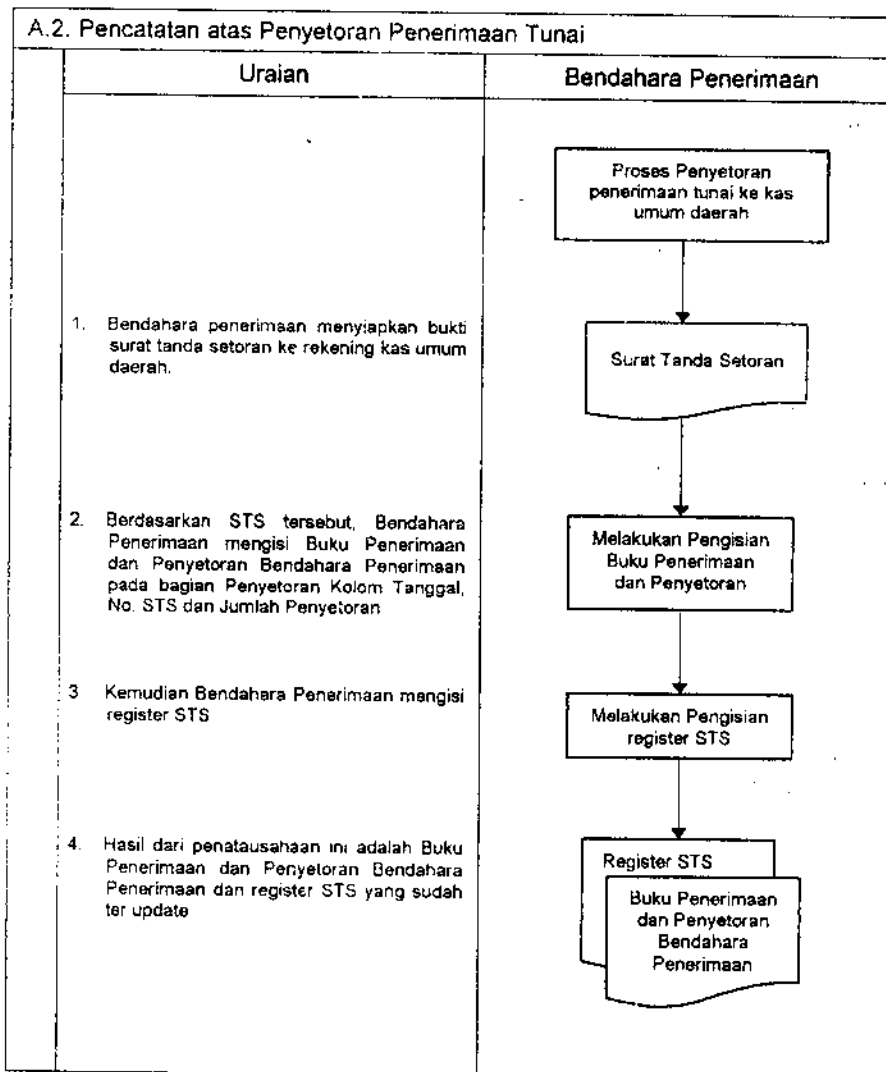 A.2. Pencatatan atas Penyetoran Penerimaan Tunai
Uraian
Bendahara Penerimaan
Proses Penyetoran
penerimaan tunai ke kas
umum daerah
1. Bendahara penerimaan menyiapkan bukti
surat tanda setoran ke rekening kas umum
daerah.
Surat Tanda Setoran
2. Berdasarkan STS tersebut, Bendahara
Penerimaan mengisi Buku Penerimaan
dan Penyetoran Bendahara Penerimaan
pada bagian Penyetoran Kolom Tanggal,
No. STS dan Jumlah Penyetoran
Melakukan Pengisian
Buku Penerimaan
dan Penyetoran
3 Kemudian Bendahara Penerimaan mengisi
register STS
Melakukan Pengisian
register STS
4. Hasil dari penatausahaan ini adalah Buku
Penerimaan dan Penyetoran Bendahara
Penerimaan dan register STS yang sudah
ter update
Register STS
Buku Penerimaan
dan Penyetoran
Bendahara
Penerimaan